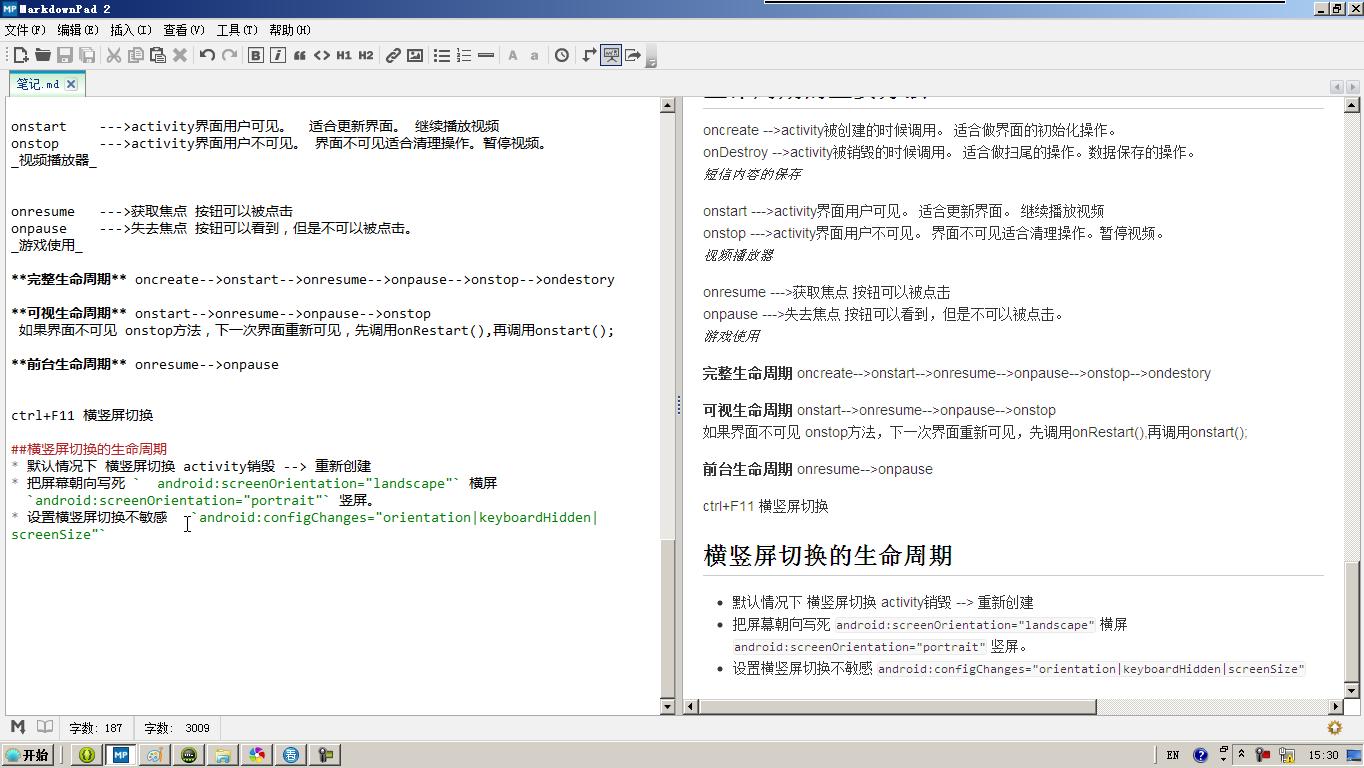 MarkdownPad 2
文件(F) 编辑(E) 插入(I) 查看(V) 工具(T) 帮助(H)
B i H1 H2 A a
笔记.md
onstart --->activity界面用户可见。 适合更新界面。 继续播放视频
onstop --->activity界面用户不可见。 界面不可见适合清理操作。暂停视频。
_视频播放器_
onresume --->获取焦点 按钮可以被点击
onpause --->失去焦点 按钮可以看到，但是不可以被点击。
_游戏使用_
**完整生命周期** oncreate-->onstart-->onresume-->onpause-->onstop-->ondestory
**可视生命周期** onstart-->onresume-->onpause-->onstop
如果界面不可见 onstop方法，下一次界面重新可见，先调用onRestart(),再调用onstart();
**前台生命周期** onresume-->onpause
ctrl+F11 横竖屏切换
##横竖屏切换的生命周期
* 默认情况下 横竖屏切换 activity销毁 --> 重新创建
* 把屏幕朝向写死 `  android:screenOrientation="landscape"` 横屏
`android:screenOrientation="portrait"` 竖屏。
* 设置横竖屏切换不敏感 `android:configChanges="orientation|keyboardHidden|
screenSize"`
oncreate -->activity被创建的时候调用。 适合做界面的初始化操作。
onDestroy -->activity被销毁的时候调用。 适合做扫尾的操作。数据保存的操作。
短信内容的保存
onstart --->activity界面用户可见。 适合更新界面。 继续播放视频
onstop --->activity界面用户不可见。 界面不可见适合清理操作。暂停视频。
视频播放器
onresume --->获取焦点 按钮可以被点击
onpause --->失去焦点 按钮可以看到，但是不可以被点击。
游戏使用
完整生命周期 oncreate-->onstart-->onresume-->onpause-->onstop-->ondestory
可视生命周期 onstart-->onresume-->onpause-->onstop
如果界面不可见 onstop方法，下一次界面重新可见，先调用onRestart(),再调用onstart();
前台生命周期 onresume-->onpause
ctrl+F11 横竖屏切换
横竖屏切换的生命周期
• 默认情况下 横竖屏切换 activity销毁 --> 重新创建
• 把屏幕朝向写死 android:screenOrientation="landscape" 横屏
android:screenOrientation="portrait" 竖屏。
• 设置横竖屏切换不敏感 android:configChanges="orientation|keyboardHidden|screenSize"
字数: 187 字数: 3009
开始 MP EN 15:30